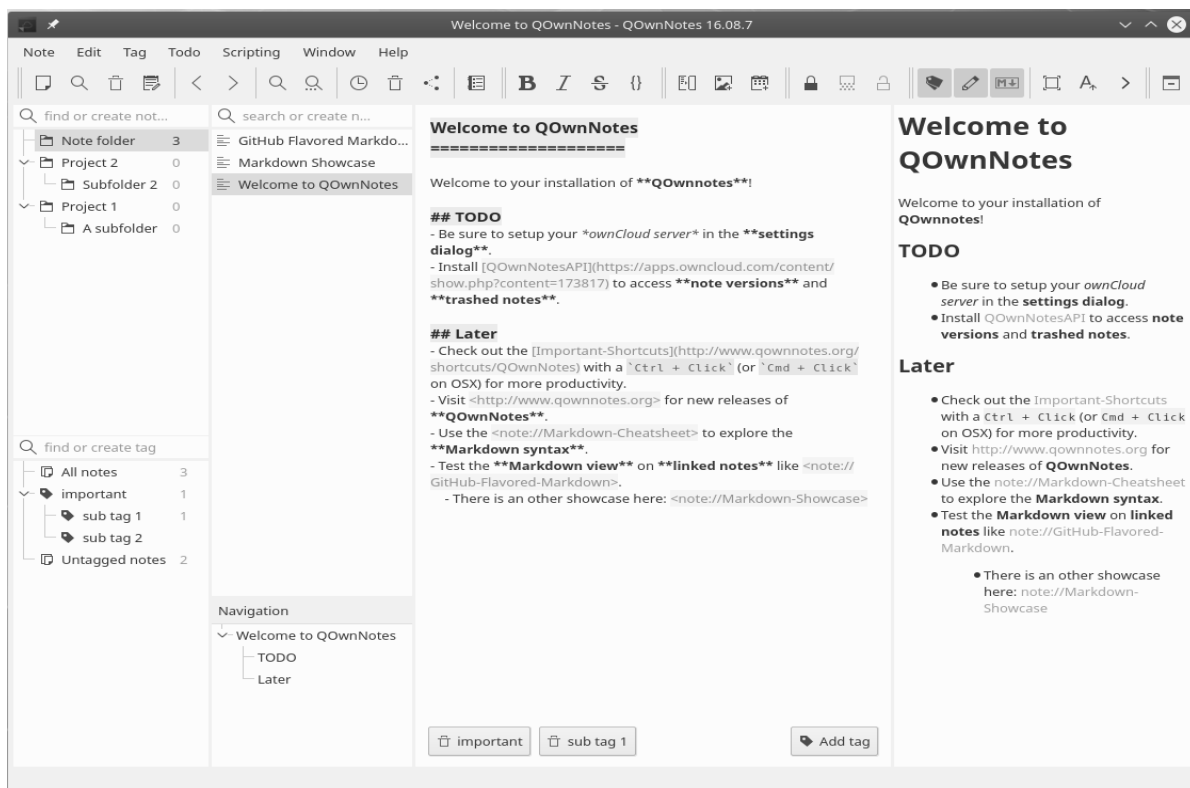 Welcome to QOwnNotes - QOwnNotes 16.08.7
Note Edit Tag Todo Scripting Window Help
B I S {} M↓ A
find or create not...
Note folder 3
Project 2 0
Subfolder 2 0
Project 1 0
A subfolder 0
find or create tag
All notes 3
important 1
sub tag 1 1
sub tag 2
Untagged notes 2
search or create n...
GitHub Flavored Markdo...
Markdown Showcase
Welcome to QOwnNotes
Navigation
Welcome to QOwnNotes
TODO
Later
Welcome to QOwnNotes
====================
Welcome to your installation of **QOwnnotes**!
## TODO
- Be sure to setup your *ownCloud server* in the **settings
dialog**.
- Install [QOwnNotesAPI](https://apps.owncloud.com/content/
show.php?content=173817) to access **note versions** and
**trashed notes**.
## Later
- Check out the [Important-Shortcuts](http://www.qownnotes.org/
shortcuts/QOwnNotes) with a `Ctrl + Click` (or `Cmd + Click`
on OSX) for more productivity.
- Visit <http://www.qownnotes.org> for new releases of
**QOwnNotes**.
- Use the <note://Markdown-Cheatsheet> to explore the
**Markdown syntax**.
- Test the **Markdown view** on **linked notes** like <note://
GitHub-Flavored-Markdown>.
- There is an other showcase here: <note://Markdown-Showcase>
important
sub tag 1
Add tag
Welcome to
QOwnNotes
Welcome to your installation of
QOwnnotes!
TODO
Be sure to setup your ownCloud
server in the settings dialog.
Install QOwnNotesAPI to access note
versions and trashed notes.
Later
Check out the Important-Shortcuts
with a Ctrl + Click (or Cmd + Click
on OSX) for more productivity.
Visit http://www.qownnotes.org for
new releases of QOwnNotes.
Use the note://Markdown-Cheatsheet
to explore the Markdown syntax.
Test the Markdown view on linked
notes like note://GitHub-Flavored-
Markdown.
There is an other showcase
here: note://Markdown-
Showcase